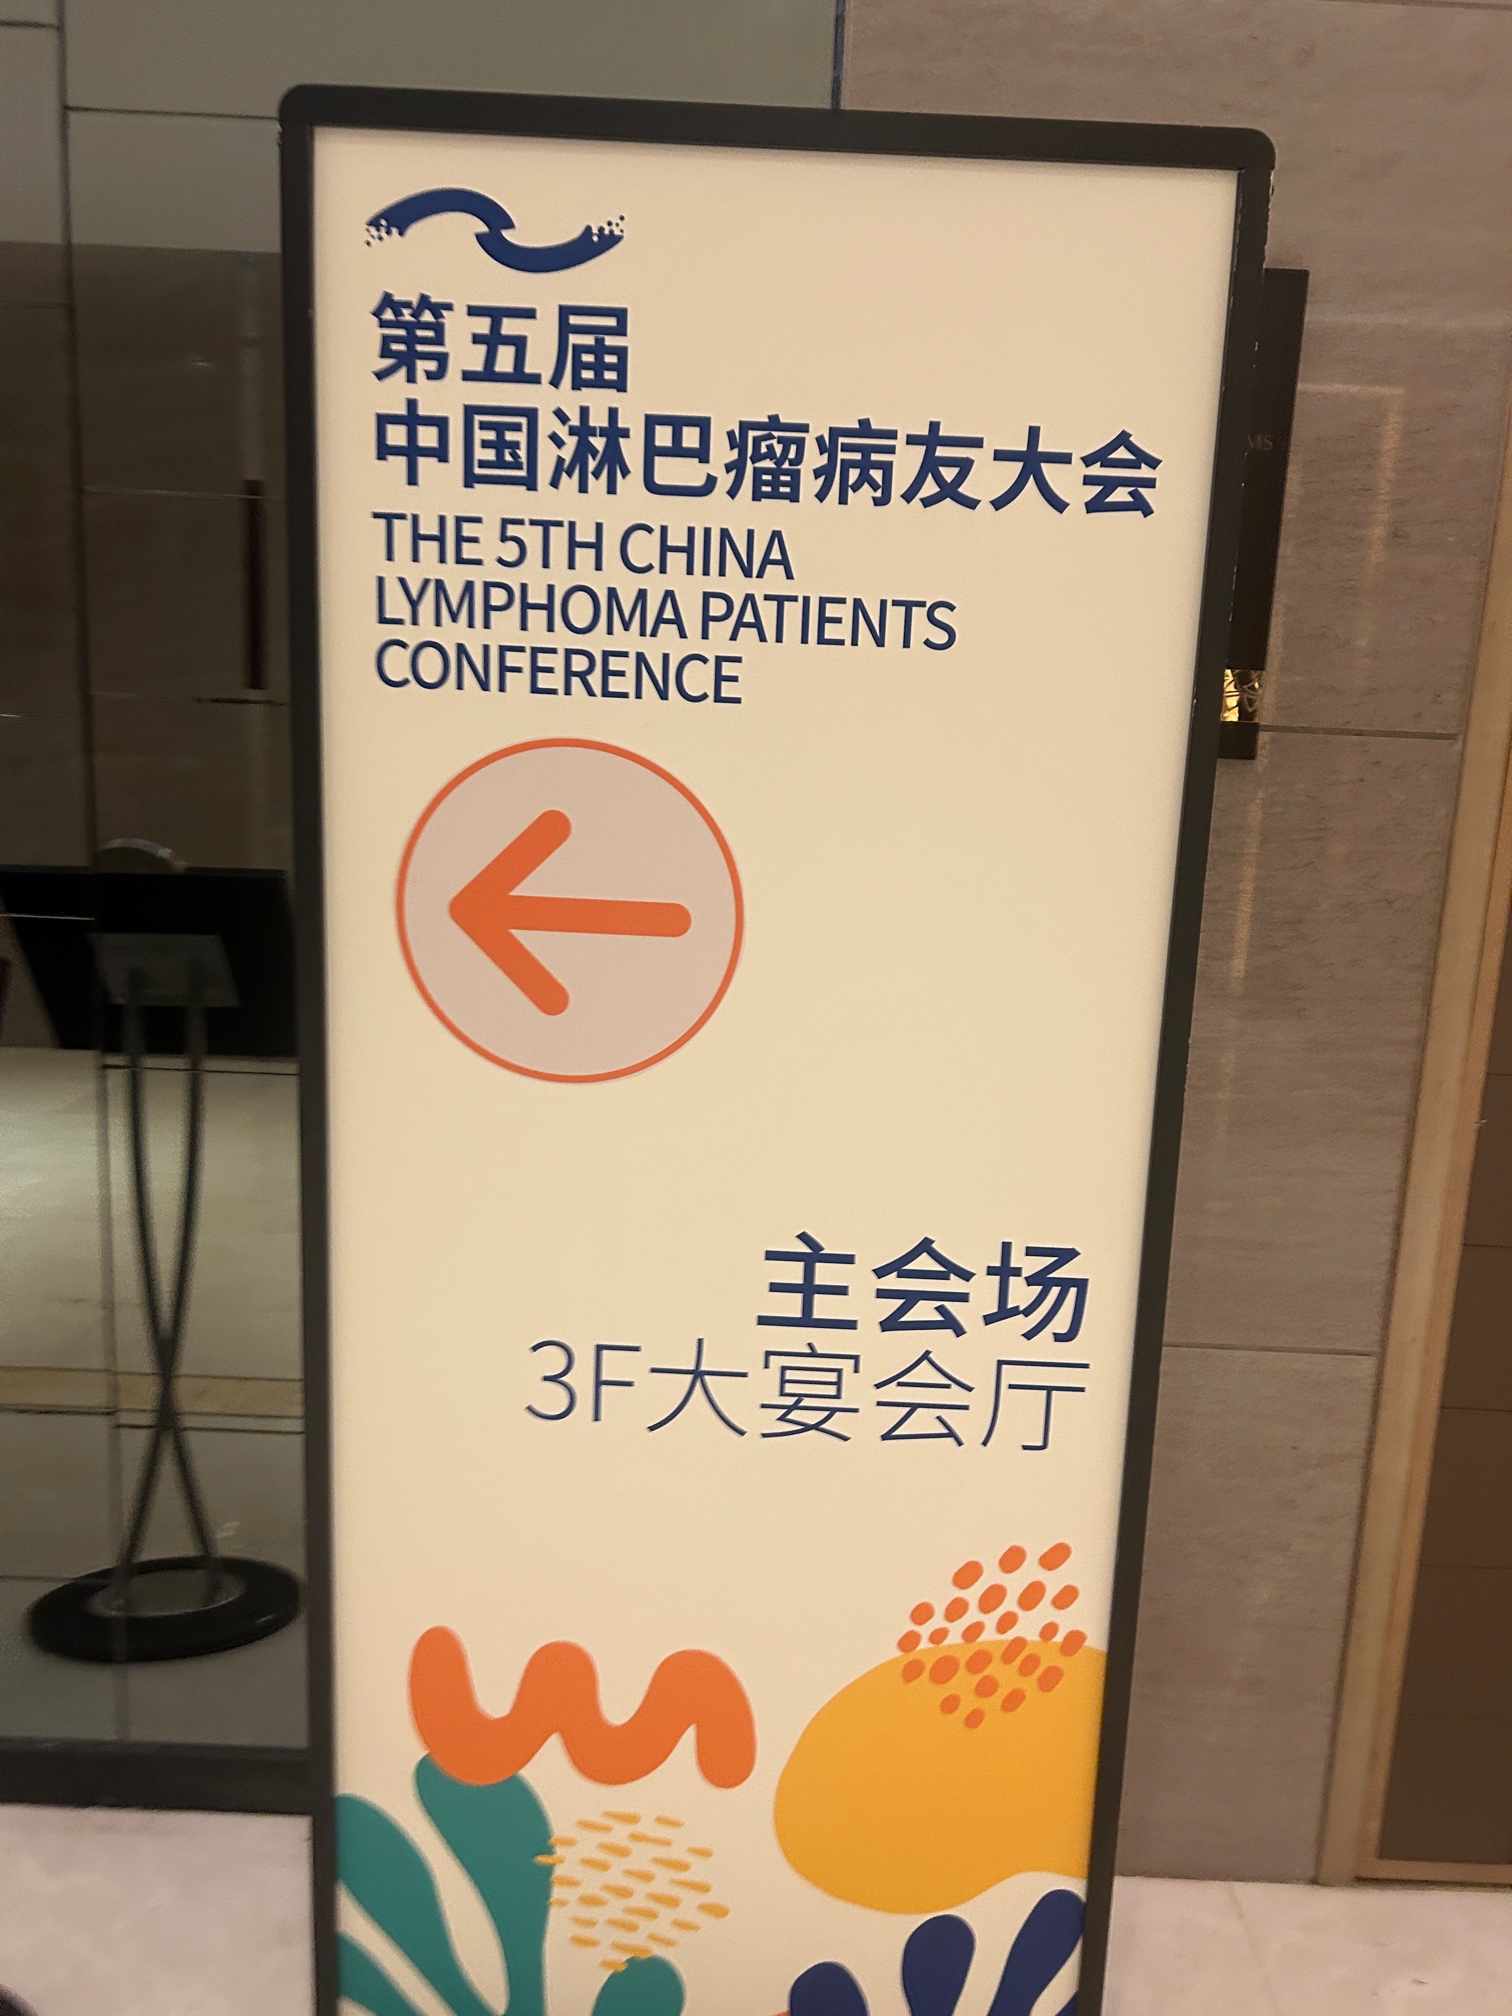 第五届
中国淋巴瘤病友大会
THE 5TH CHINA
LYMPHOMA PATIENTS
CONFERENCE
主会场
3F大宴会厅